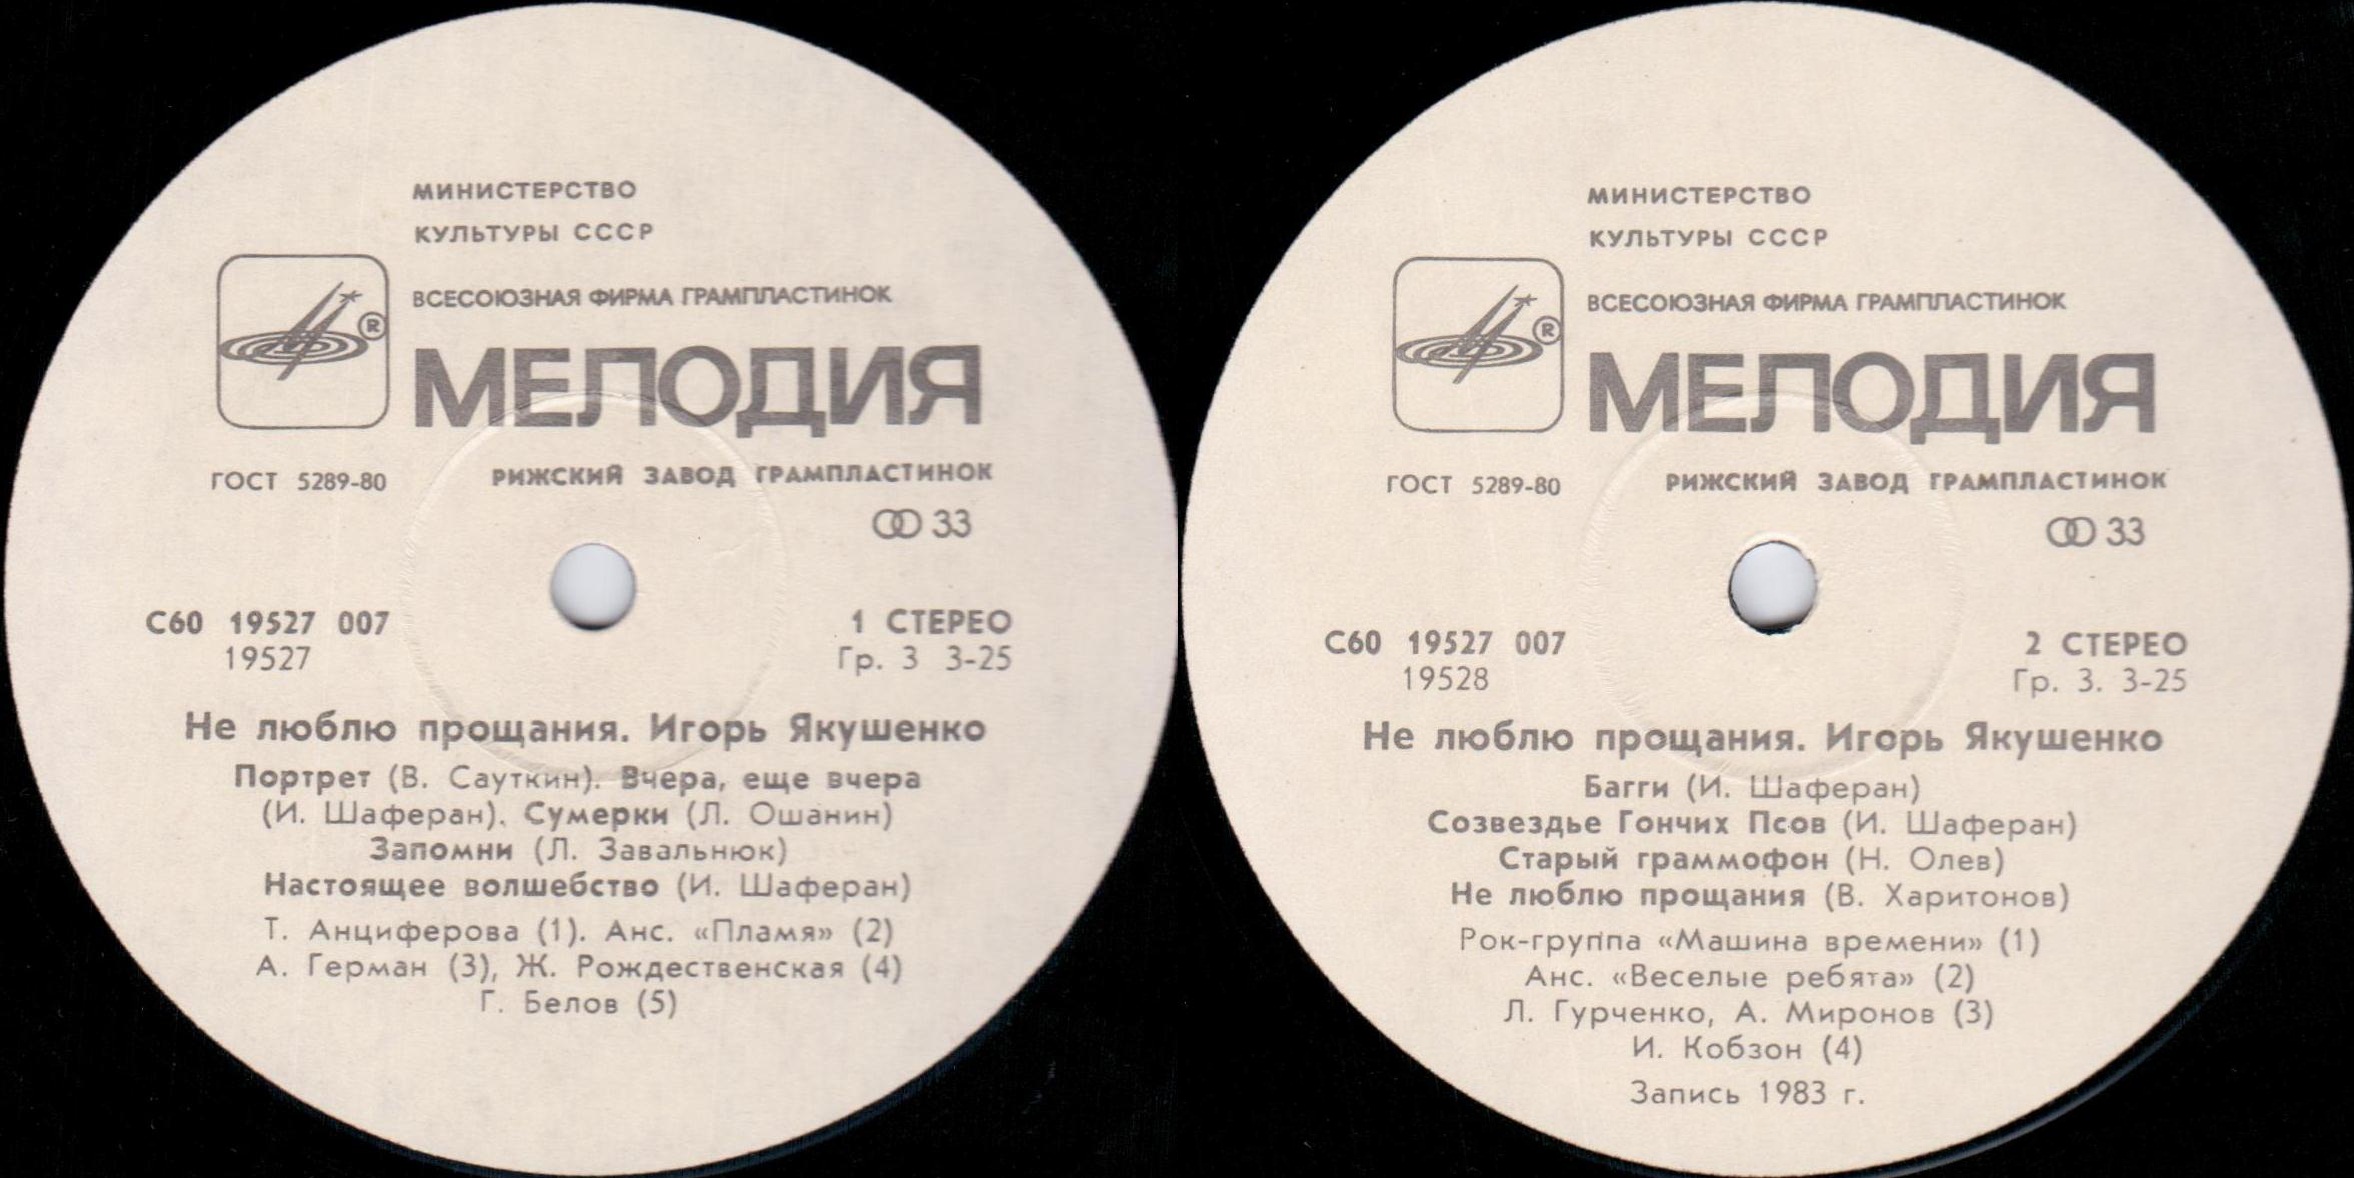 МИНИСТЕРСТВО
КУЛЬТУРЫ СССР
ВСЕСОЮЗНАЯ ФИРМА ГРАМПЛАСТИНОК
®
МЕЛОДИЯ
ГОСТ 5289-80
РИЖСКИЙ ЗАВОД ГРАМПЛАСТИНОК
33
С60 19527 007
19527
1 СТЕРЕО
Гр. 3 3-25
Не люблю прощания. Игорь Якушенко
Портрет (В. Сауткин). Вчера, еще вчера
(И. Шаферан). Сумерки (Л. Ошанин)
Запомни (Л. Завальнюк)
Настоящее волшебство (И. Шаферан)
Т. Анциферова (1). Анс. «Пламя» (2)
А. Герман (3), Ж. Рождественская (4)
Г. Белов (5)
МИНИСТЕРСТВО
КУЛЬТУРЫ СССР
ВСЕСОЮЗНАЯ ФИРМА ГРАМПЛАСТИНОК
®
МЕЛОДИЯ
ГОСТ 5289-80
РИЖСКИЙ ЗАВОД ГРАМПЛАСТИНОК
33
С60 19527 007
19528
2 СТЕРЕО
Гр. 3. 3-25
Не люблю прощания. Игорь Якушенко
Багги (И. Шаферан)
Созвездье Гончих Псов (И. Шаферан)
Старый граммофон (Н. Олев)
Не люблю прощания (В. Харитонов)
Рок-группа «Машина времени» (1)
Анс. «Веселые ребята» (2)
Л. Гурченко, А. Миронов (3)
И. Кобзон (4)
Запись 1983 г.